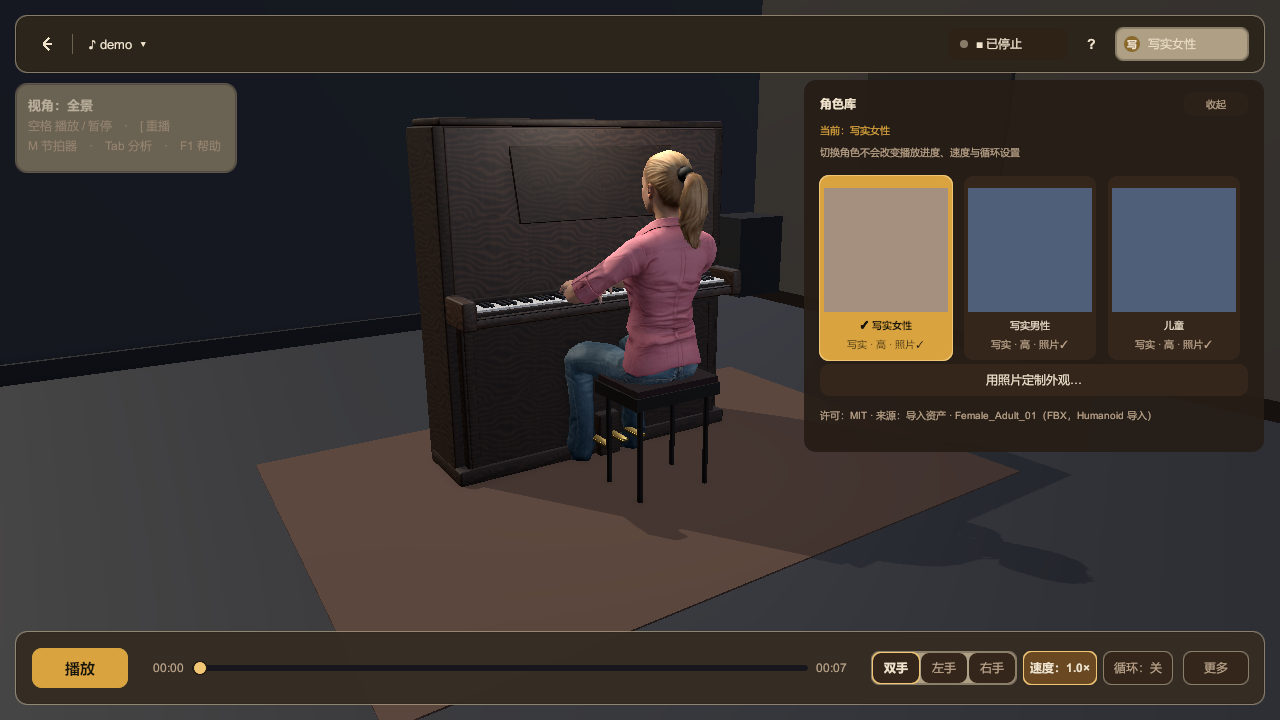 ♪ demo ▼
■ 已停止
?
写 写实女性
视角：全景
空格 播放 / 暂停 · [ 重播
M 节拍器 · Tab 分析 · F1 帮助
角色库
收起
当前：写实女性
切换角色不会改变播放进度、速度与循环设置
✓ 写实女性
写实 · 高 · 照片✓
写实男性
写实 · 高 · 照片✓
儿童
写实 · 高 · 照片✓
用照片定制外观…
许可：MIT · 来源：导入资产 · Female_Adult_01（FBX，Humanoid 导入）
播放
00:00
00:07
双手
左手
右手
速度：1.0×
循环：关
更多